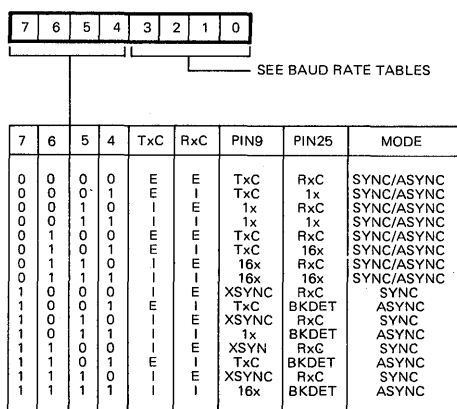 7 6 5 4 3 2 1 0
SEE BAUD RATE TABLES
7 6 5 4 TxC RxC PIN9 PIN25 MODE
0 0 0 0 E E TxC RxC SYNC/ASYNC
0 0 0 1 E I TxC 1x SYNC/ASYNC
0 0 1 0 I E 1x RxC SYNC/ASYNC
0 0 1 1 I I 1x 1x SYNC/ASYNC
0 1 0 0 E E TxC RxC SYNC/ASYNC
0 1 0 1 E I TxC 16x SYNC/ASYNC
0 1 1 0 I E 16x RxC SYNC/ASYNC
0 1 1 1 I I 16x 16x SYNC/ASYNC
1 0 0 0 I E XSYNC RxC SYNC
1 0 0 1 E I TxC BKDET ASYNC
1 0 1 0 I E XSYNC RxC SYNC
1 0 1 1 I I 1x BKDET ASYNC
1 1 0 0 I E XSYN RxC SYNC
1 1 0 1 E I TxC BKDET ASYNC
1 1 1 0 I E XSYNC RxC SYNC
1 1 1 1 I I 16x BKDET ASYNC